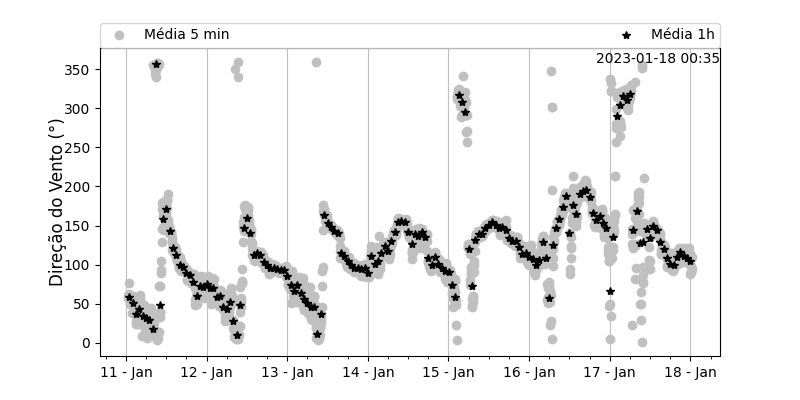 Média 5 min
Média 1h
2023-01-18 00:35
Direção do Vento (°)
350
300
250
200
150
100
50
0
11 - Jan
12 - Jan
13 - Jan
14 - Jan
15 - Jan
16 - Jan
17 - Jan
18 - Jan